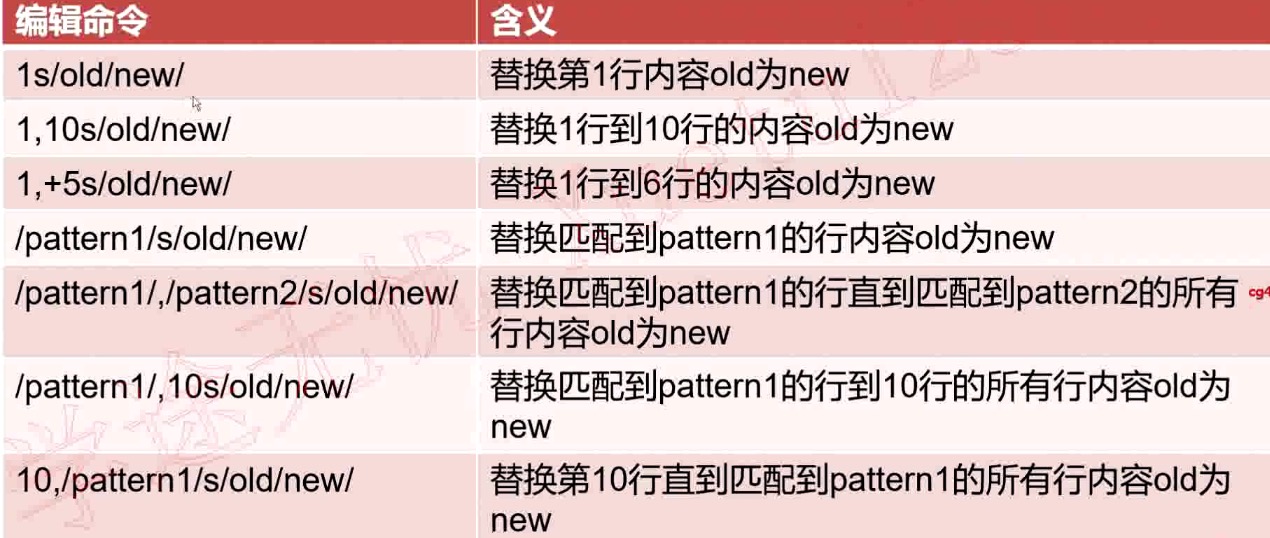 编辑命令 含义
1s/old/new/ 替换第1行内容old为new
1,10s/old/new/ 替换1行到10行的内容old为new
1,+5s/old/new/ 替换1行到6行的内容old为new
/pattern1/s/old/new/ 替换匹配到pattern1的行内容old为new
/pattern1/,/pattern2/s/old/new/ 替换匹配到pattern1的行直到匹配到pattern2的所有
行内容old为new
cg4
/pattern1/,10s/old/new/ 替换匹配到pattern1的行到10行的所有行内容old为
new
10,/pattern1/s/old/new/ 替换第10行直到匹配到pattern1的所有行内容old为
new
学途无忧